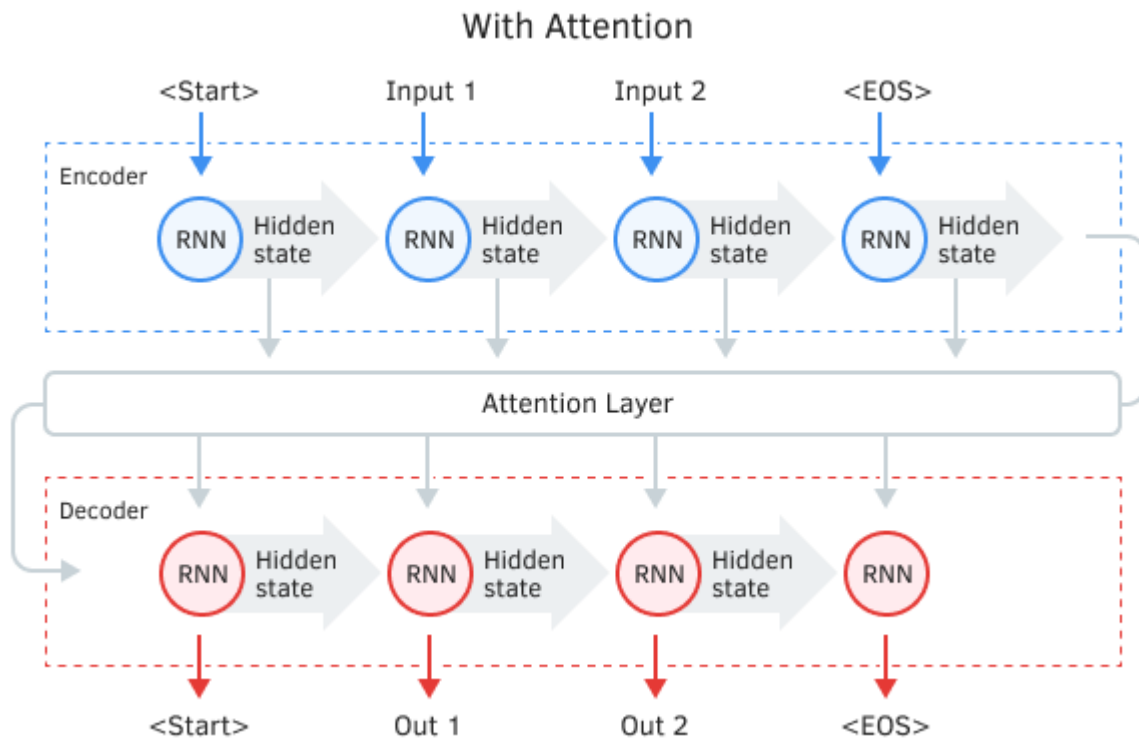 With Attention
<Start>
Input 1
Input 2
<EOS>
Encoder
RNN
Hidden
state
RNN
Hidden
state
RNN
Hidden
state
RNN
Hidden
state
Attention Layer
Decoder
RNN
Hidden
state
RNN
Hidden
state
RNN
Hidden
state
RNN
<Start>
Out 1
Out 2
<EOS>